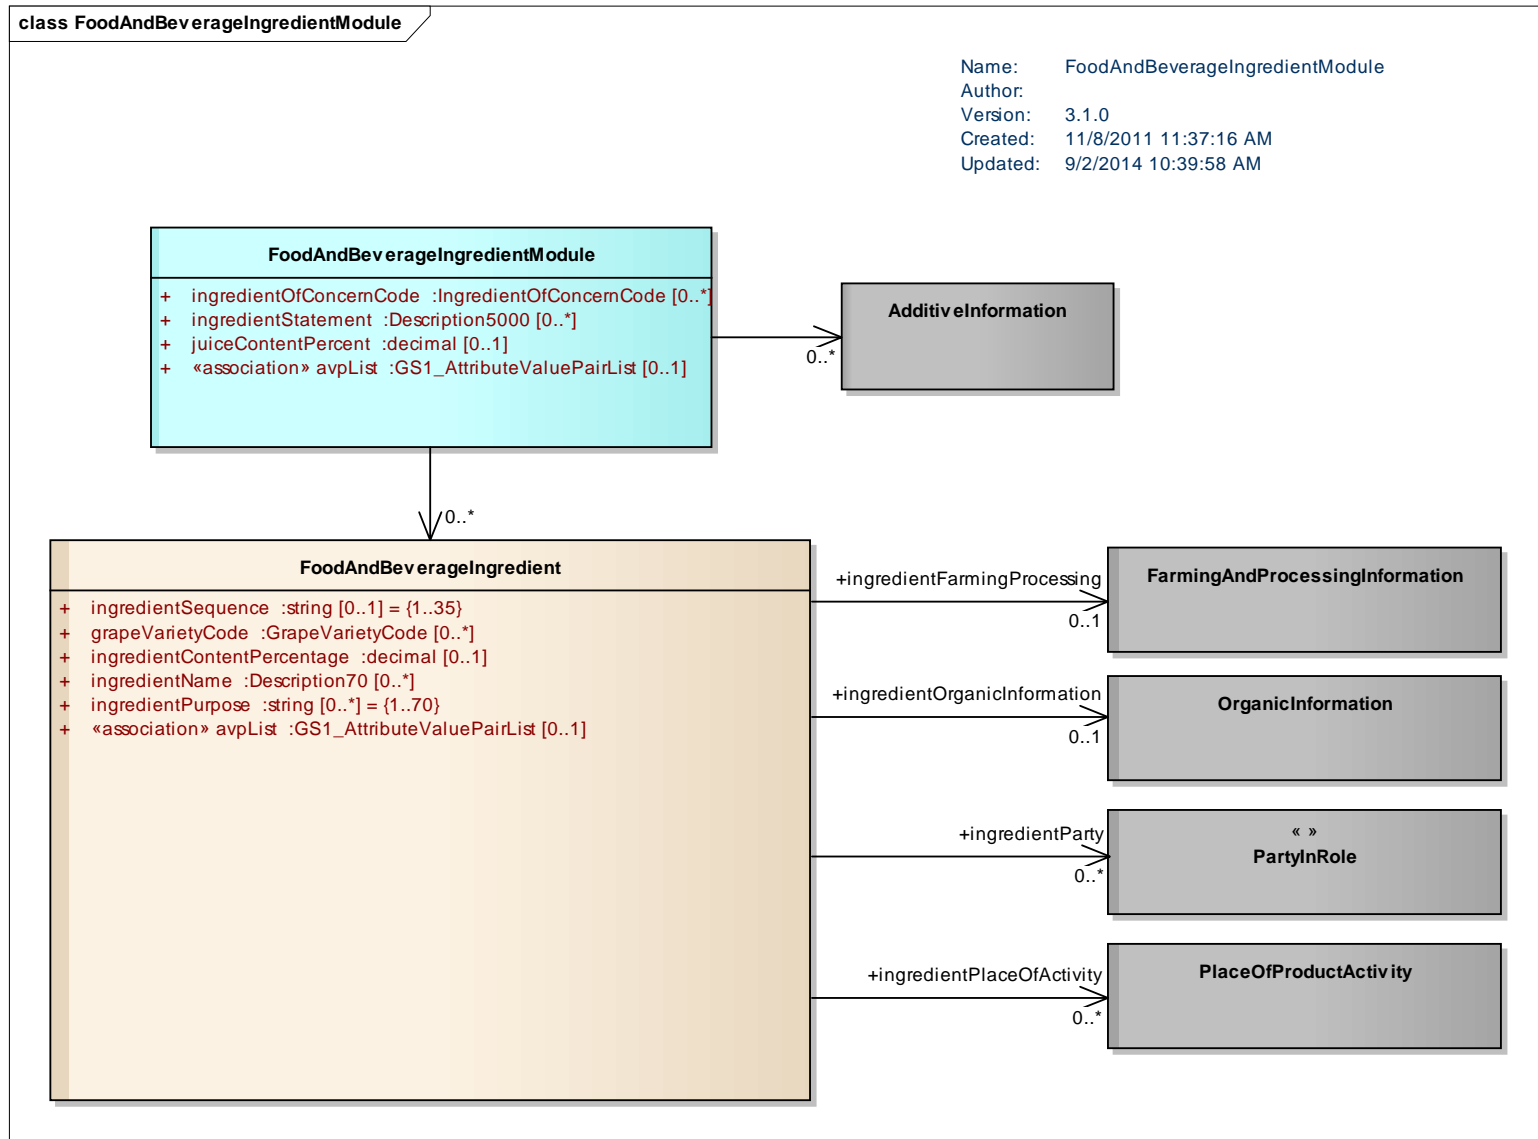 class FoodAndBeverageIngredientModule
Name: FoodAndBeverageIngredientModule
Author:
Version: 3.1.0
Created: 11/8/2011 11:37:16 AM
Updated: 9/2/2014 10:39:58 AM
FoodAndBeverageIngredientModule
+ ingredientOfConcernCode :IngredientOfConcernCode [0..*]
+ ingredientStatement :Description5000 [0..*]
+ juiceContentPercent :decimal [0..1]
+ «association» avpList :GS1_AttributeValuePairList [0..1]
AdditiveInformation
0..*
0..*
FoodAndBeverageIngredient
+ ingredientSequence :string [0..1] = {1..35}
+ grapeVarietyCode :GrapeVarietyCode [0..*]
+ ingredientContentPercentage :decimal [0..1]
+ ingredientName :Description70 [0..*]
+ ingredientPurpose :string [0..*] = {1..70}
+ «association» avpList :GS1_AttributeValuePairList [0..1]
+ingredientFarmingProcessing
0..1
FarmingAndProcessingInformation
+ingredientOrganicInformation
0..1
OrganicInformation
+ingredientParty
0..*
« »
PartyInRole
+ingredientPlaceOfActivity
0..*
PlaceOfProductActivity